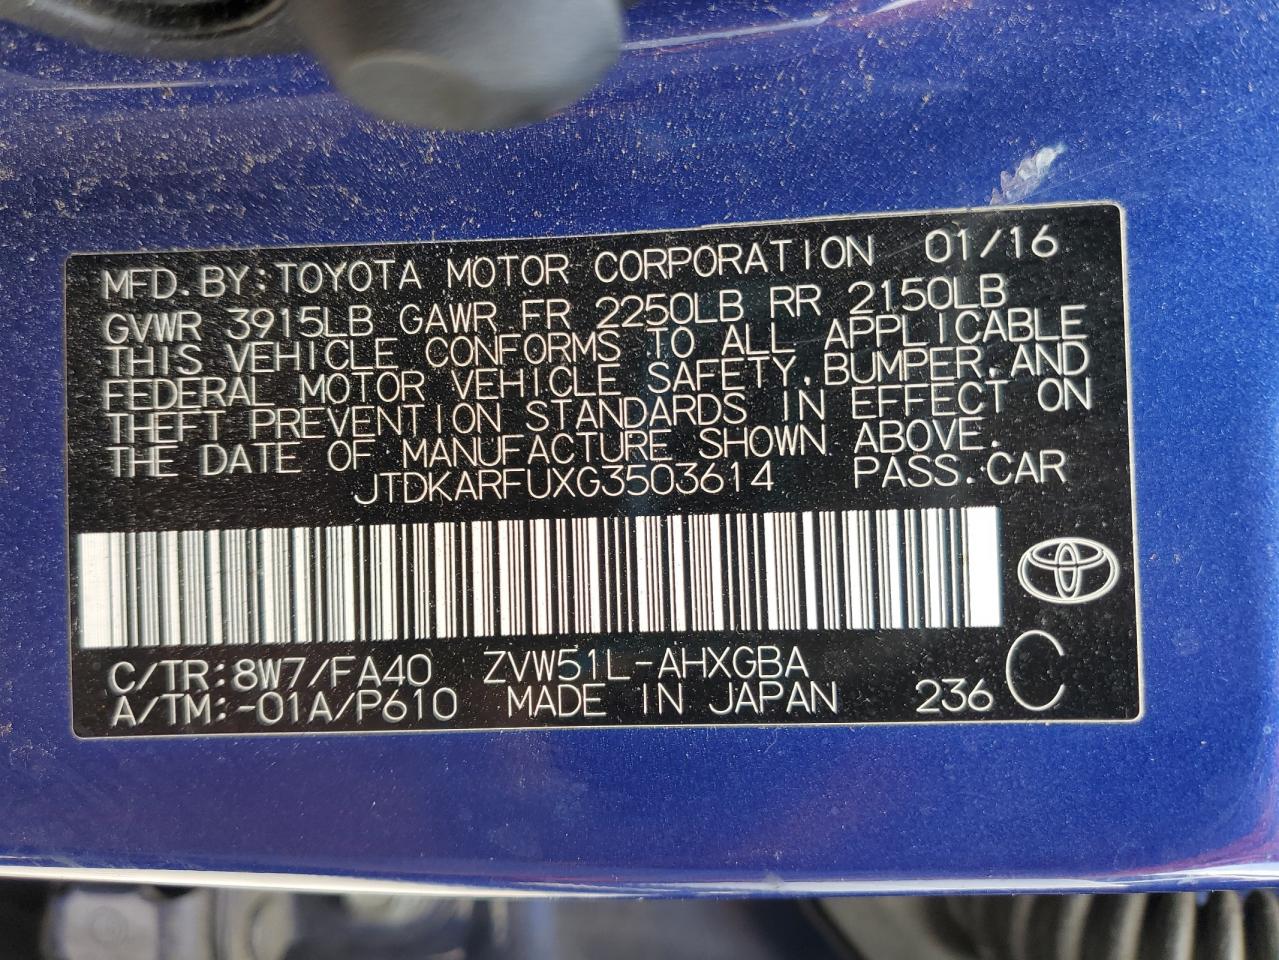 MFD.BY:TOYOTA MOTOR CORPORATION 01/16
GVWR 3915LB GAWR FR 2250LB RR 2150LB
THIS VEHICLE CONFORMS TO ALL APPLICABLE
FEDERAL MOTOR VEHICLE SAFETY,BUMPER,AND
THEFT PREVENTION STANDARDS IN EFFECT ON
THE DATE OF MANUFACTURE SHOWN ABOVE.
JTDKARFUXG3503614 PASS.CAR
C/TR:8W7/FA40 ZVW51L-AHXGBA
A/TM:-01A/P610 MADE IN JAPAN 236 C